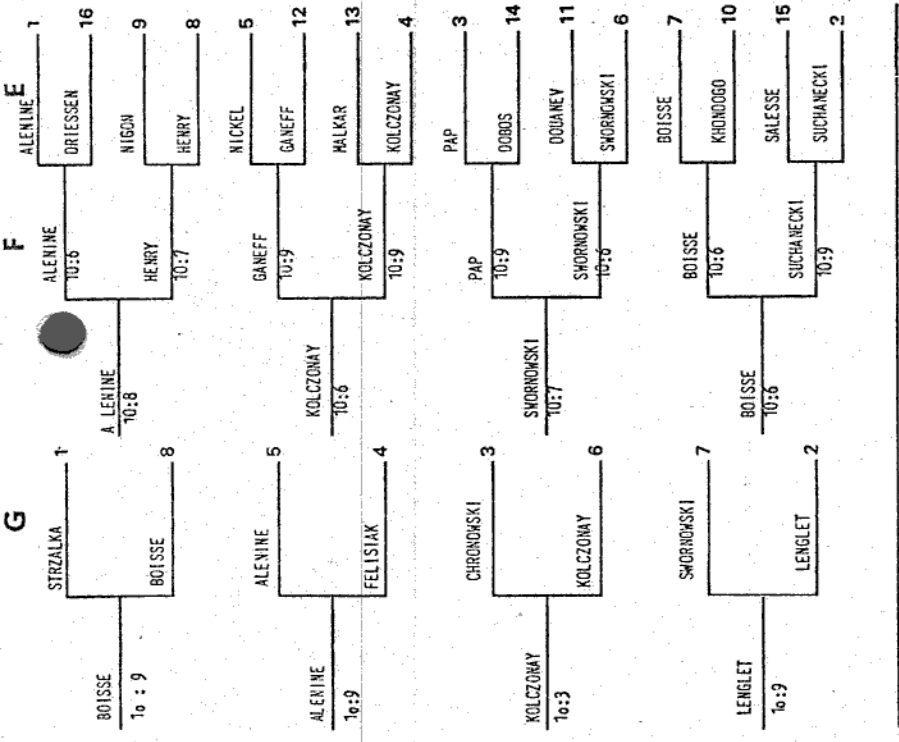 G F E
ALENINE 1
STRZALKA 1 ALENINE
10:6 DRIESSEN 16
BOISSE A LENINE
1o : 9 10:8 NIGON 9
BOISSE 8 HENRY
10:7 HENRY 8
NICKEL 5
ALENINE 5 GANEFF
10:9 GANEFF 12
ALENINE KOLCZONAY
1o:9 10:6 MALKAR 13
FELISIAK 4 KOLCZONAY
10:9 KOLCZONAY 4
PAP 3
CHRONOWSKI 3 PAP
10:9 DOBOS 14
KOLCZONAY SWORNOWSKI
1o:3 10:7 DOUANEV 11
KOLCZONAY 6 SWORNOWSKI
10:6 SWORNOWSKI 6
BOISSE 7
SWORNOWSKI 7 BOISSE
10:6 KHONDOGO 10
LENGLET BOISSE
1o:9 10:6 SALESSE 15
LENGLET 2 SUCHANECKI
10:9 SUCHANECKI 2